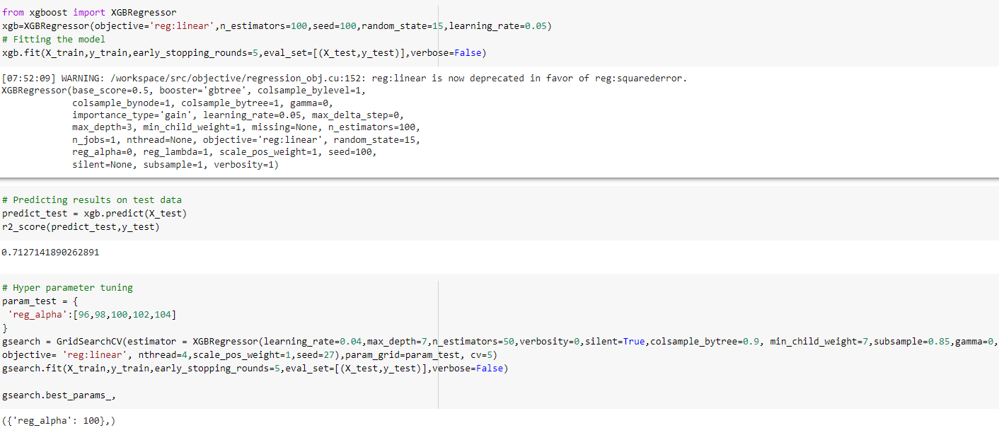 from xgboost import XGBRegressor
xgb=XGBRegressor(objective='reg:linear',n_estimators=100,seed=100,random_state=15,learning_rate=0.05)
# Fitting the model
xgb.fit(X_train,y_train,early_stopping_rounds=5,eval_set=[(X_test,y_test)],verbose=False)
[07:52:09] WARNING: /workspace/src/objective/regression_obj.cu:152: reg:linear is now deprecated in favor of reg:squarederror.
XGBRegressor(base_score=0.5, booster='gbtree', colsample_bylevel=1,
             colsample_bynode=1, colsample_bytree=1, gamma=0,
             importance_type='gain', learning_rate=0.05, max_delta_step=0,
             max_depth=3, min_child_weight=1, missing=None, n_estimators=100,
             n_jobs=1, nthread=None, objective='reg:linear', random_state=15,
             reg_alpha=0, reg_lambda=1, scale_pos_weight=1, seed=100,
             silent=None, subsample=1, verbosity=1)
# Predicting results on test data
predict_test = xgb.predict(X_test)
r2_score(predict_test,y_test)
0.7127141890262891
# Hyper parameter tuning
param_test = {
 'reg_alpha':[96,98,100,102,104]
}
gsearch = GridSearchCV(estimator = XGBRegressor(learning_rate=0.04,max_depth=7,n_estimators=50,verbosity=0,silent=True,colsample_bytree=0.9, min_child_weight=7,subsample=0.85,gamma=0,
objective= 'reg:linear', nthread=4,scale_pos_weight=1,seed=27),param_grid=param_test, cv=5)
gsearch.fit(X_train,y_train,early_stopping_rounds=5,eval_set=[(X_test,y_test)],verbose=False)
gsearch.best_params_,
({'reg_alpha': 100},)